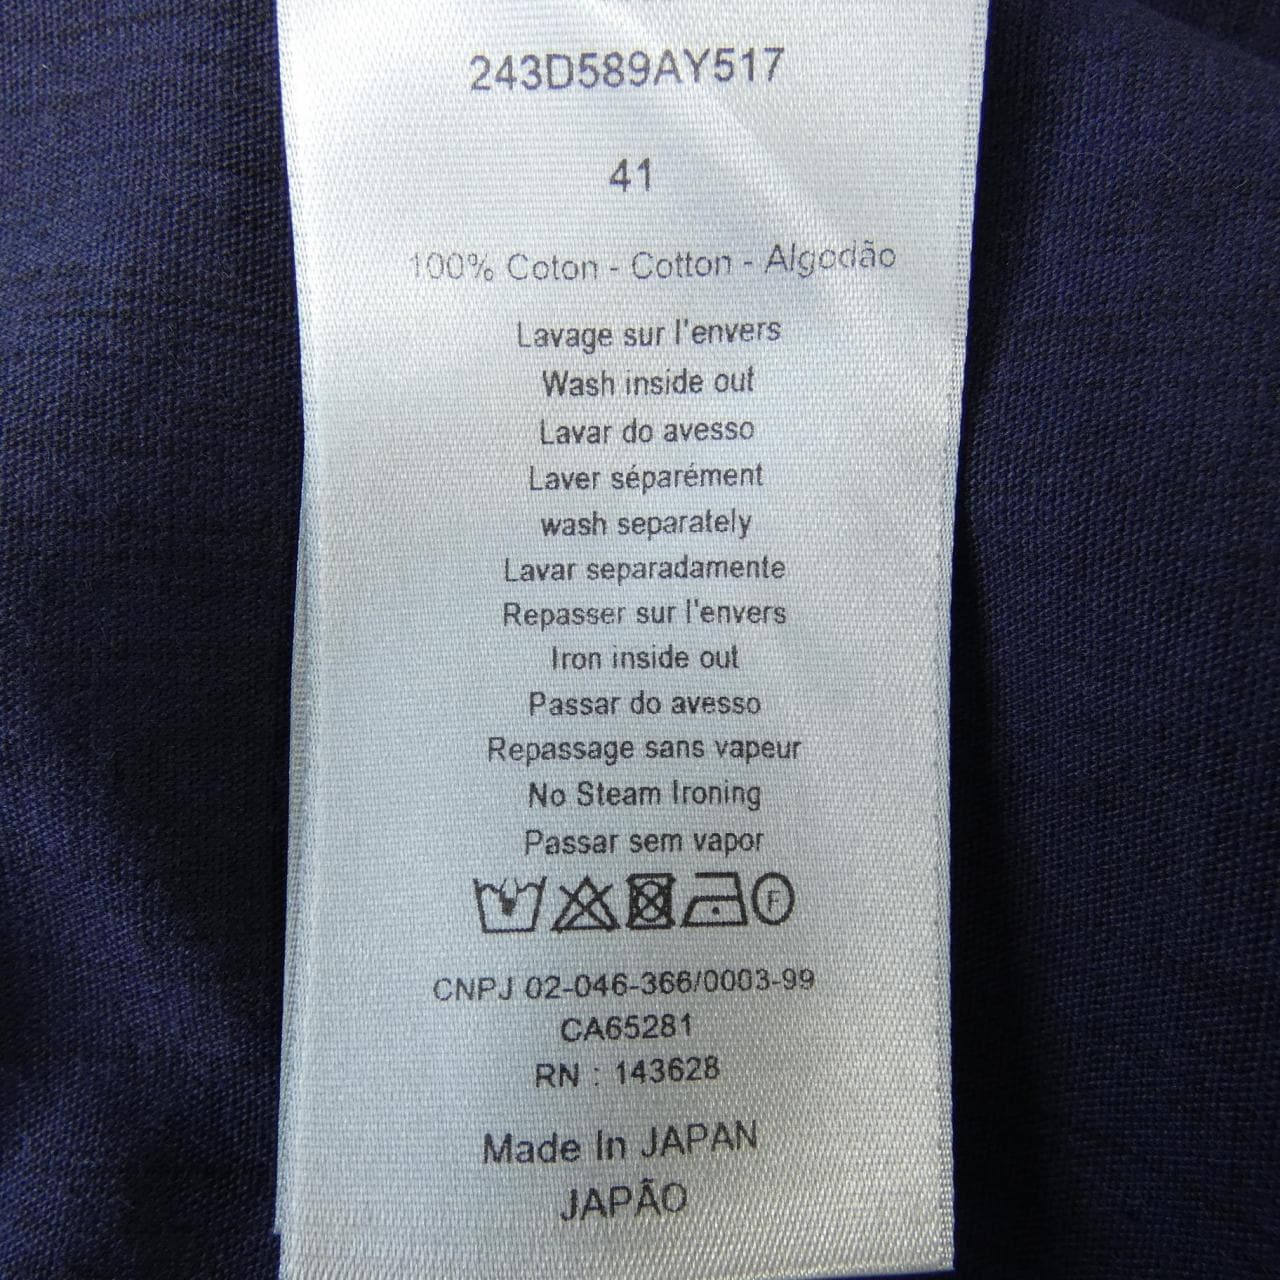 243D589AY517
41
100% Coton - Cotton - Algodão
Lavage sur l'envers
Wash inside out
Lavar do avesso
Laver séparément
wash separately
Lavar separadamente
Repasser sur l'envers
Iron inside out
Passar do avesso
Repassage sans vapeur
No Steam Ironing
Passar sem vapor
F
CNPJ 02-046-366/0003-99
CA65281
RN : 143628
Made In JAPAN
JAPÃO